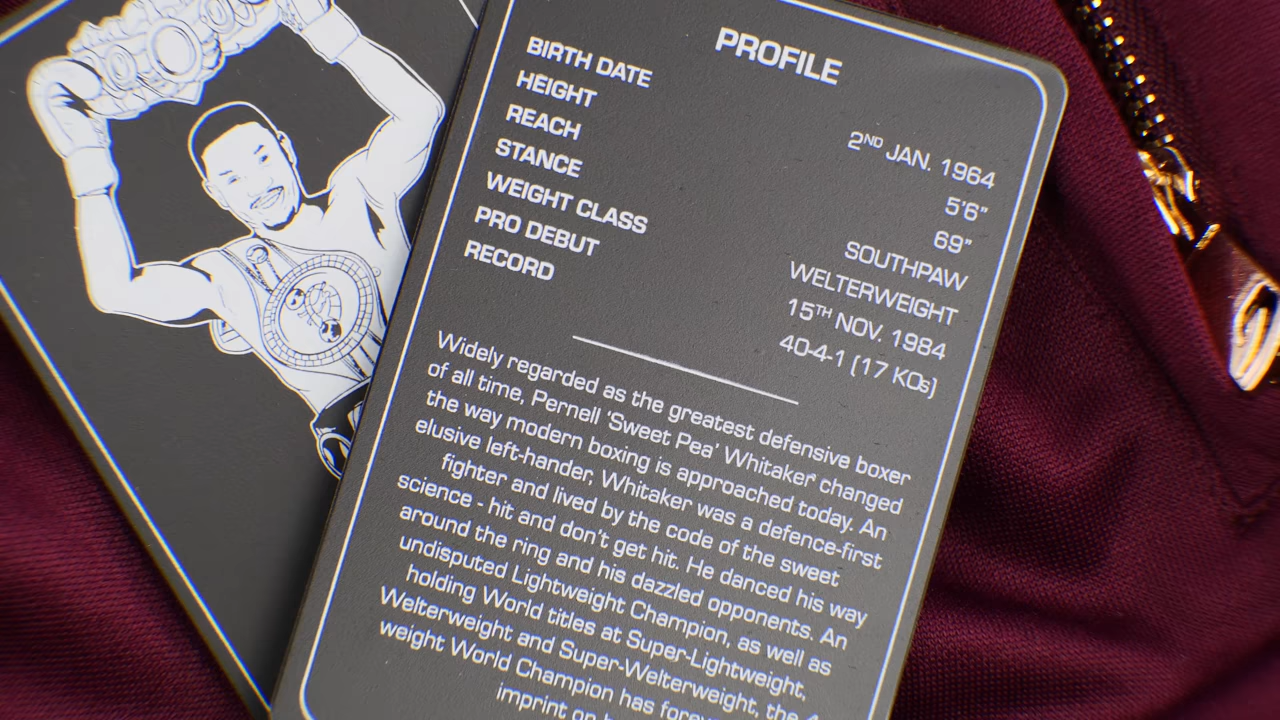 PROFILE
BIRTH DATE 2ND JAN. 1964
HEIGHT 5'6"
REACH 69"
STANCE SOUTHPAW
WEIGHT CLASS WELTERWEIGHT
PRO DEBUT 15TH NOV. 1984
RECORD 40-4-1 (17 KOs)
Widely regarded as the greatest defensive boxer
of all time, Pernell 'Sweet Pea' Whitaker changed
the way modern boxing is approached today. An
elusive left-hander, Whitaker was a defence-first
fighter and lived by the code of the sweet
science - hit and don't get hit. He danced his way
around the ring and his dazzled opponents. An
undisputed Lightweight Champion, as well as
holding World titles at Super-Lightweight,
Welterweight and Super-Welterweight, the 4
weight World Champion has
imprint on